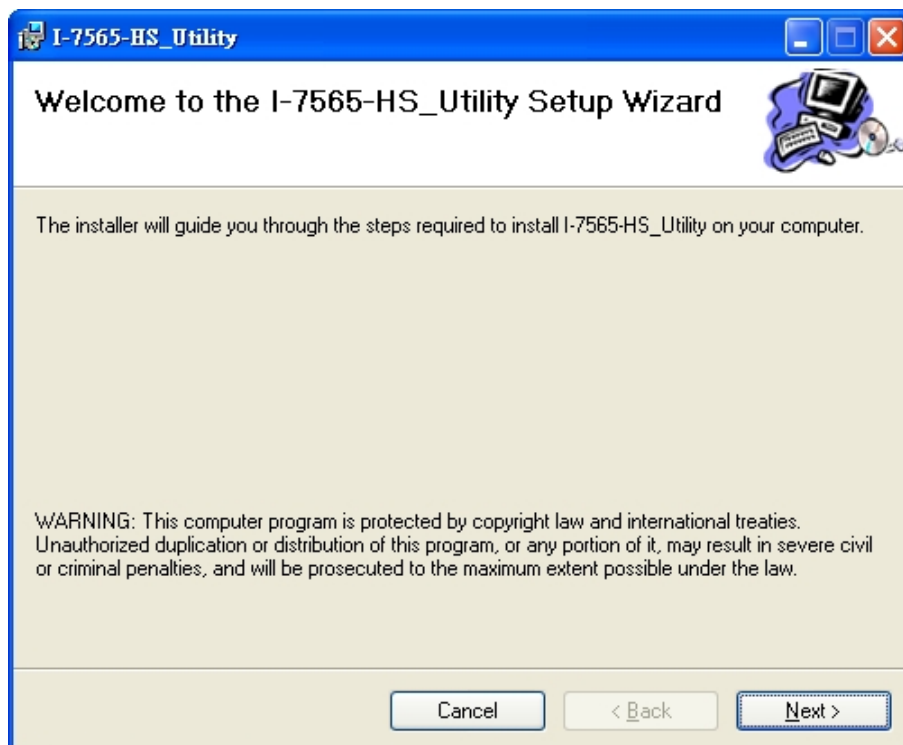 I-7565-HS_Utility
Welcome to the I-7565-HS_Utility Setup Wizard
The installer will guide you through the steps required to install I-7565-HS_Utility on your computer.
WARNING: This computer program is protected by copyright law and international treaties.
Unauthorized duplication or distribution of this program, or any portion of it, may result in severe civil
or criminal penalties, and will be prosecuted to the maximum extent possible under the law.
Cancel
< Back
Next >